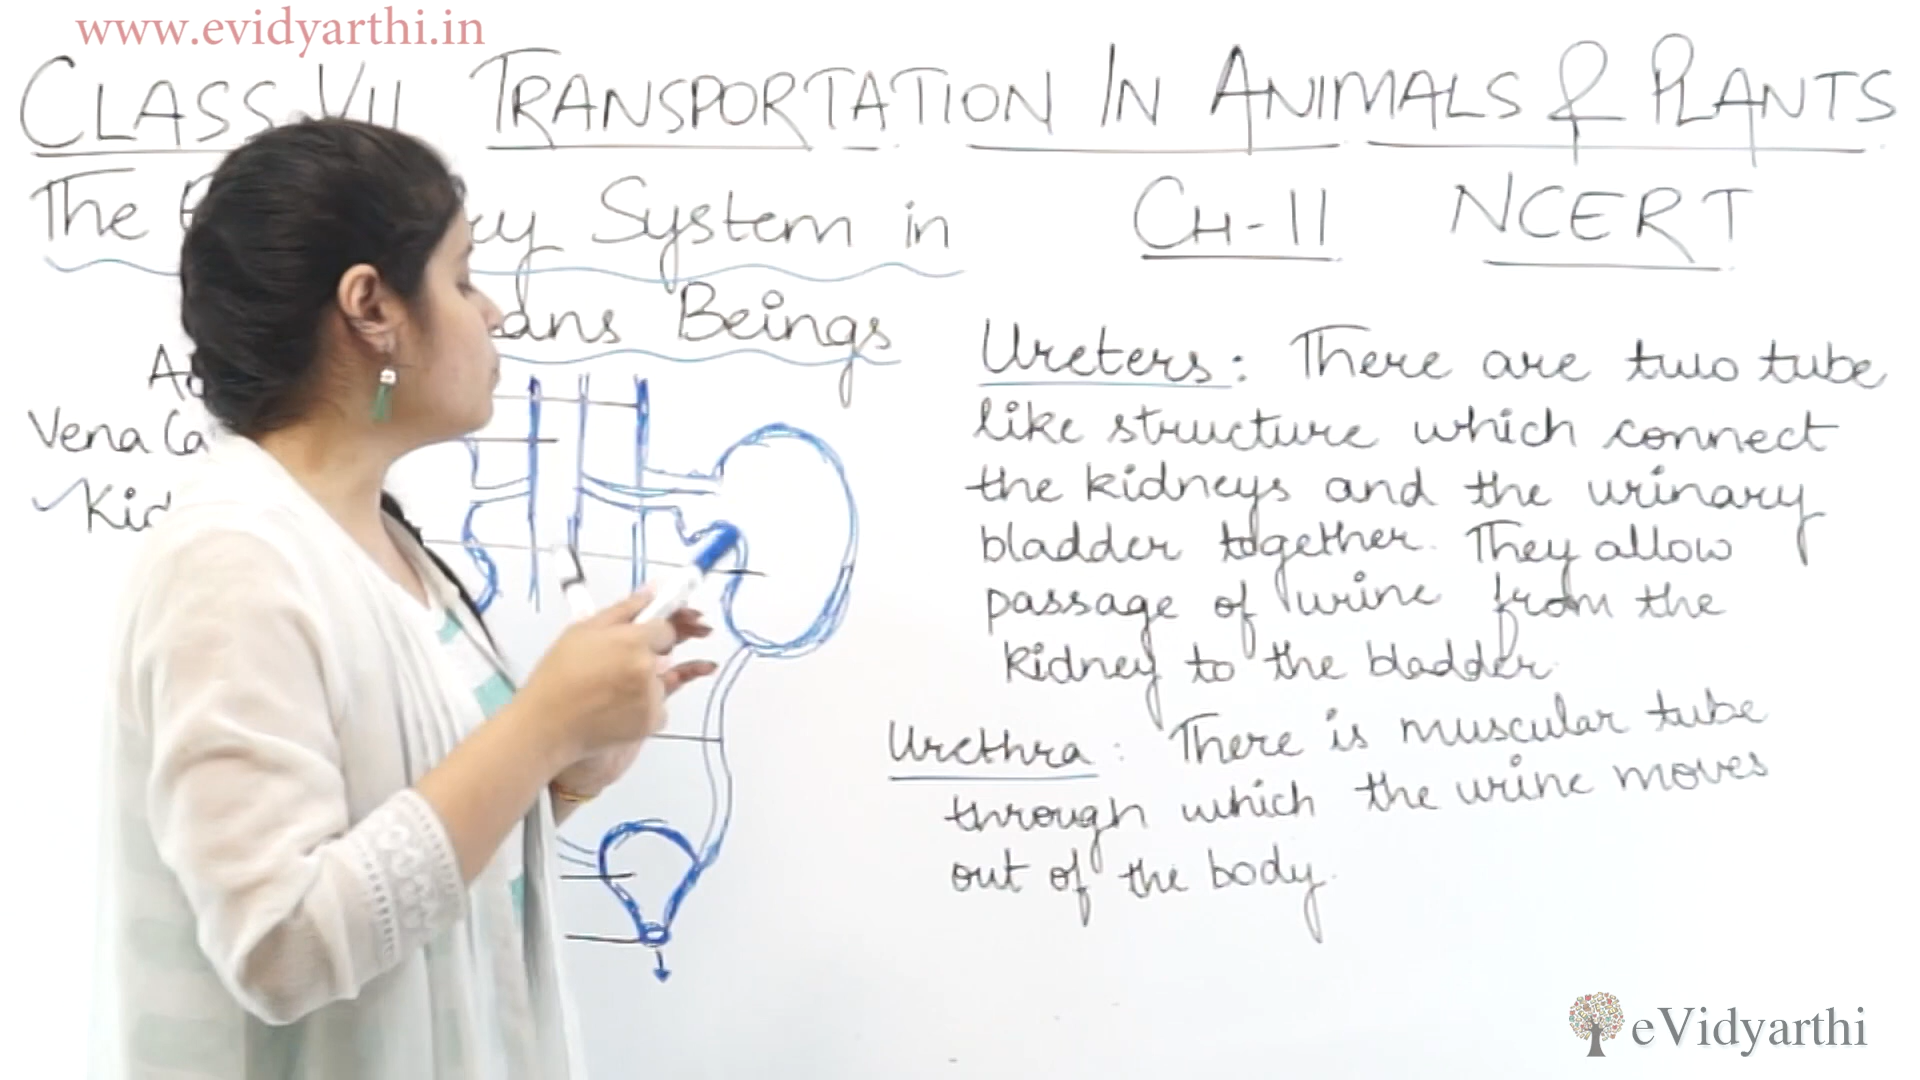 www.evidyarthi.in
CLASS VII TRANSPORTATION IN ANIMALS & PLANTS
The System in
Beings
CH-11 NCERT
Vena
Ureters: There are two tube
like structure which connect
the kidneys and the urinary
bladder together. They allow
passage of urine from the
kidney to the bladder.
Urethra: There is muscular tube
through which the urine moves
out of the body.
eVidyarthi